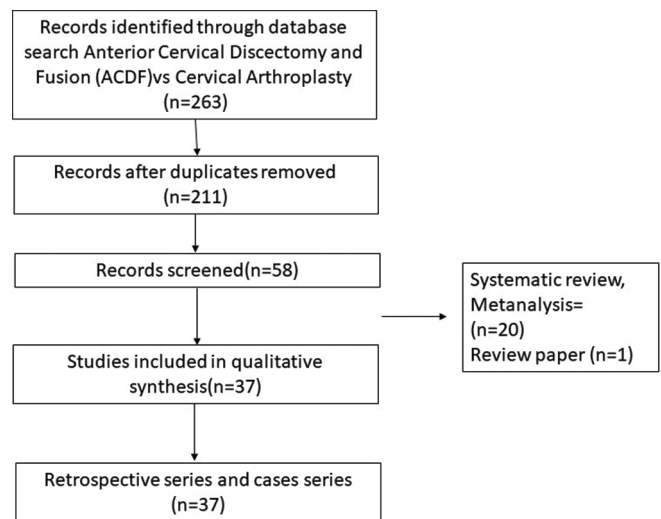 Records identified through database
search Anterior Cervical Discectomy and
Fusion (ACDF)vs Cervical Arthroplasty
(n=263)
Records after duplicates removed
(n=211)
Records screened(n=58)
Systematic review,
Metanalysis=
(n=20)
Review paper (n=1)
Studies included in qualitative
synthesis(n=37)
Retrospective series and cases series
(n=37)